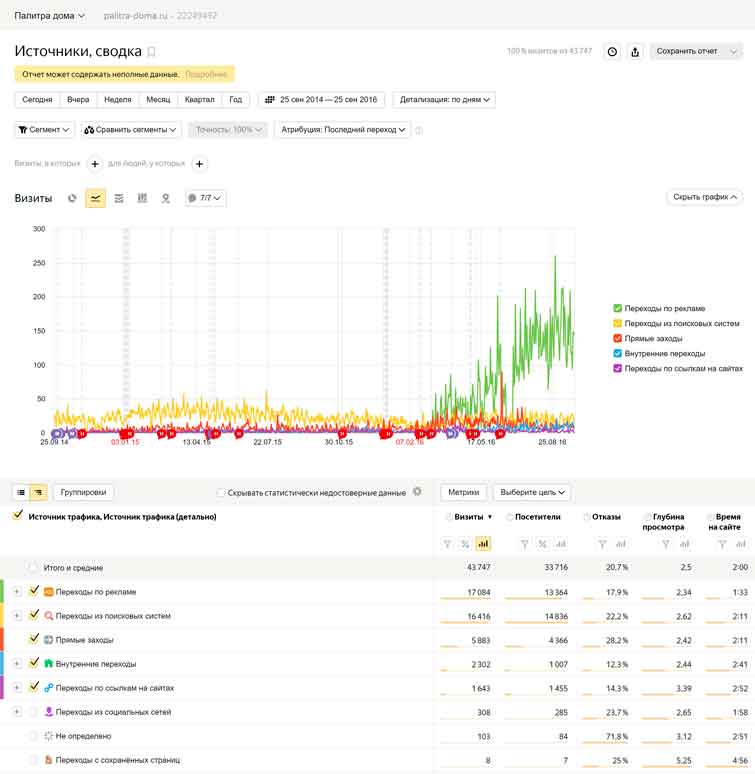 Палитра дома palitra-doma.ru - 22249492
Источники, сводка 100 % визитов из 43 747 Сохранить отчет
Отчет может содержать неполные данные. Подробнее
Сегодня Вчера Неделя Месяц Квартал Год 25 сен 2014 — 25 сен 2016 Детализация: по дням
Сегмент Сравнить сегменты Точность: 100% Атрибуция: Последний переход
Визиты, в которых + для людей, у которых +
Визиты 7/7 Скрыть график
300
250
200
150
100
50
0
25.09.14 03.01.15 13.04.15 22.07.15 30.10.15 07.02.16 17.05.16 25.08.16
Переходы по рекламе
Переходы из поисковых систем
Прямые заходы
Внутренние переходы
Переходы по ссылкам на сайтах
Группировки Скрывать статистически недостоверные данные Метрики Выберите цель
Источник трафика, Источник трафика (детально) Визиты ▼ Посетители Отказы Глубина просмотра Время на сайте
Итого и средние 43 747 33 716 20,7 % 2,5 2:00
Переходы по рекламе 17 084 13 364 17,9 % 2,34 1:33
Переходы из поисковых систем 16 416 14 836 22,2 % 2,62 2:11
Прямые заходы 5 883 4 366 28,2 % 2,42 2:11
Внутренние переходы 2 302 1 007 12,3 % 2,44 2:41
Переходы по ссылкам на сайтах 1 643 1 455 14,3 % 3,39 2:52
Переходы из социальных сетей 308 285 23,7 % 2,65 1:58
Не определено 103 84 71,8 % 3,12 2:51
Переходы с сохранённых страниц 8 7 25 % 5,25 4:56